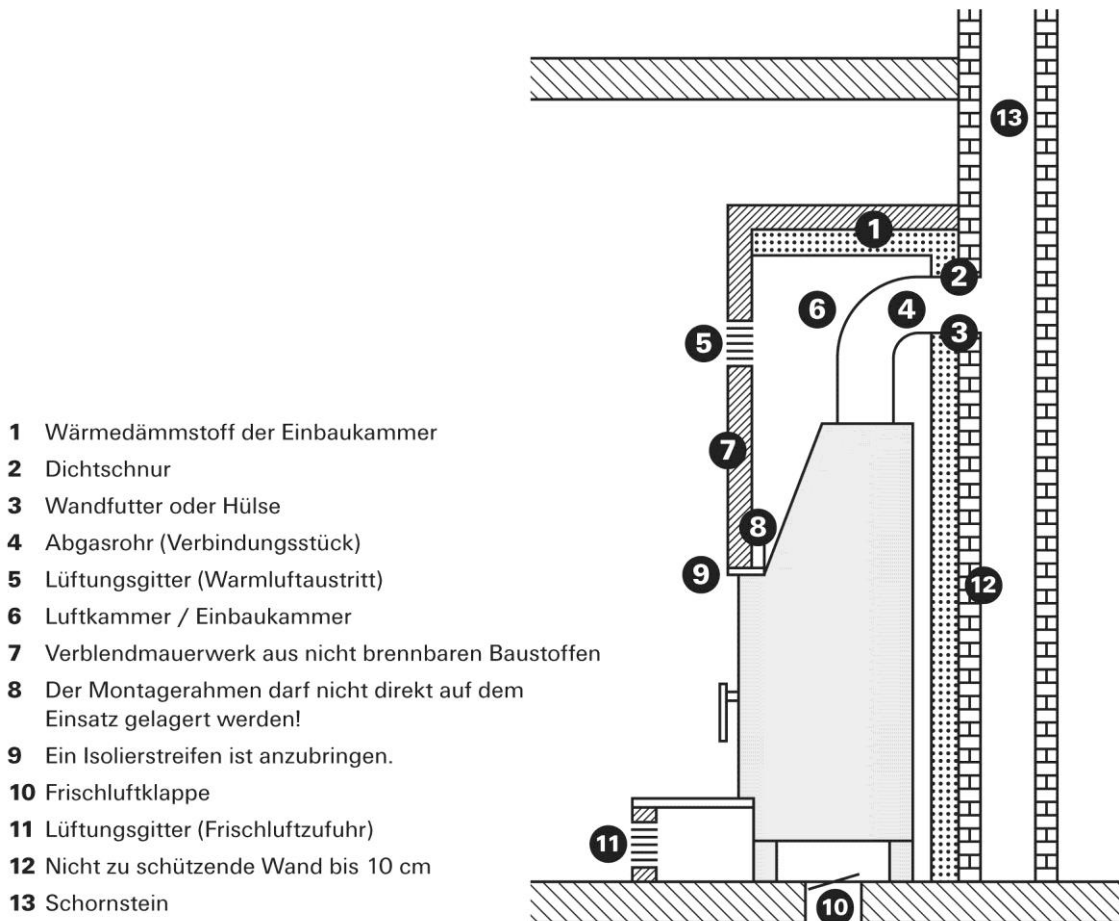 13
1
2
6
4
5
3
7
8
9
12
11
10
1 Wärmedämmstoff der Einbaukammer
2 Dichtschnur
3 Wandfutter oder Hülse
4 Abgasrohr (Verbindungsstück)
5 Lüftungsgitter (Warmluftaustritt)
6 Luftkammer / Einbaukammer
7 Verblendmauerwerk aus nicht brennbaren Baustoffen
8 Der Montagerahmen darf nicht direkt auf dem
Einsatz gelagert werden!
9 Ein Isolierstreifen ist anzubringen.
10 Frischluftklappe
11 Lüftungsgitter (Frischluftzufuhr)
12 Nicht zu schützende Wand bis 10 cm
13 Schornstein